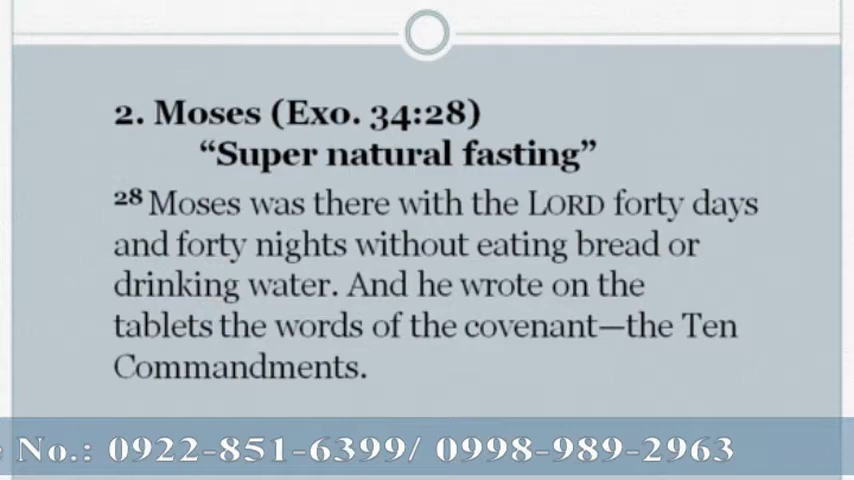 2. Moses (Exo. 34:28)
“Super natural fasting”
28 Moses was there with the LORD forty days
and forty nights without eating bread or
drinking water. And he wrote on the
tablets the words of the covenant—the Ten
Commandments.
No.: 0922-851-6399/ 0998-989-2963